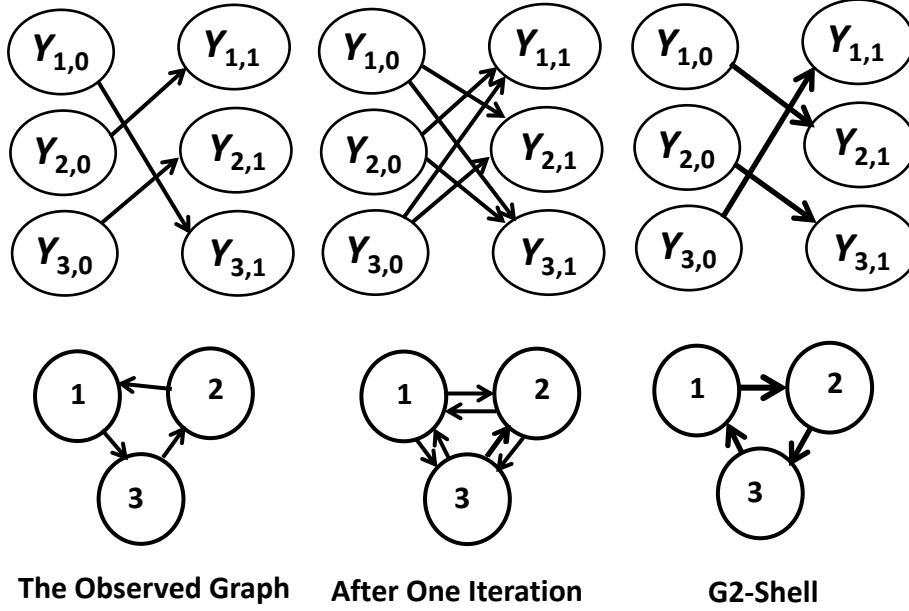 Y1,0 Y1,1 Y1,0 Y1,1 Y1,0 Y1,1
Y2,0 Y2,1 Y2,0 Y2,1 Y2,0 Y2,1
Y3,0 Y3,1 Y3,0 Y3,1 Y3,0 Y3,1
1 2 1 2 1 2
3 3 3
The Observed Graph After One Iteration G2-Shell